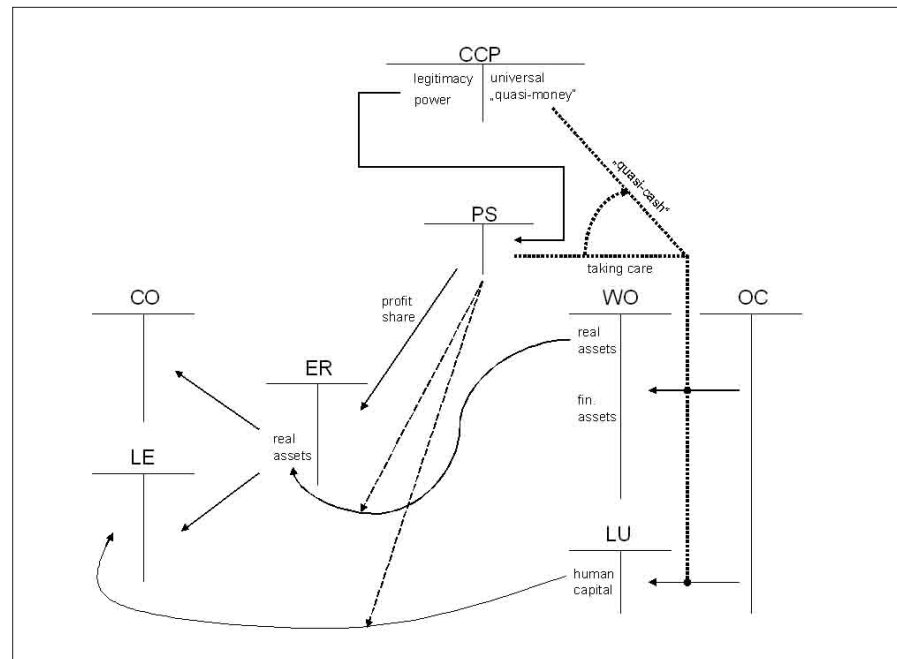 CCP
legitimacy
power
universal
„quasi-money“
„quasi-cash“
PS
taking care
CO
profit
share
WO
OC
real
assets
ER
fin.
assets
real
assets
LE
LU
human
capital